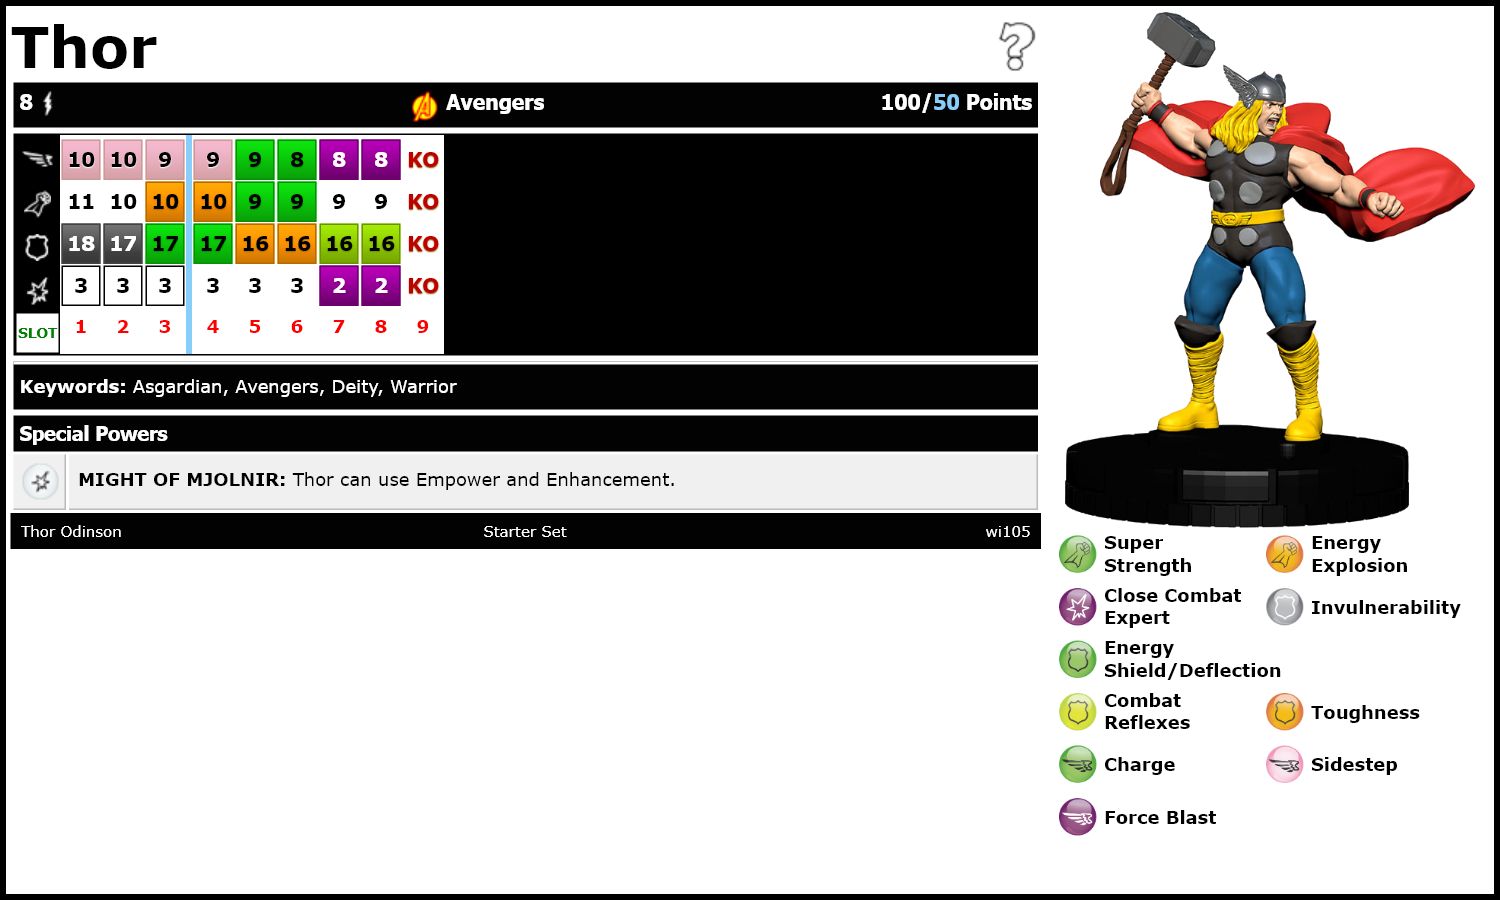 Thor
8 Avengers 100/50 Points
10 10 9 9 9 8 8 8 KO
11 10 10 10 9 9 9 9 KO
18 17 17 17 16 16 16 16 KO
3 3 3 3 3 3 2 2 KO
SLOT 1 2 3 4 5 6 7 8 9
Keywords: Asgardian, Avengers, Deity, Warrior
Special Powers
MIGHT OF MJOLNIR: Thor can use Empower and Enhancement.
Thor Odinson Starter Set wi105
Super
Strength
Energy
Explosion
Close Combat
Expert
Invulnerability
Energy
Shield/Deflection
Combat
Reflexes
Toughness
Charge
Sidestep
Force Blast